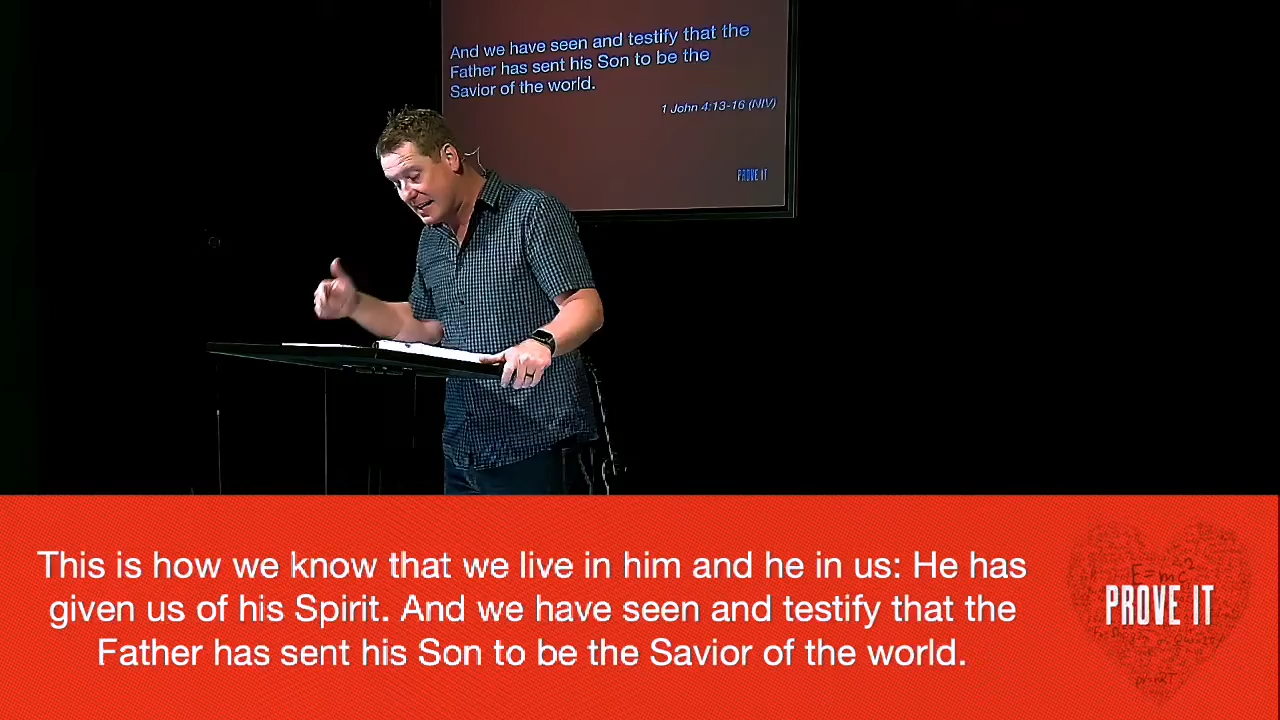 And we have seen and testify that the
Father has sent his Son to be the
Savior of the world.
1 John 4:13-16 (NIV)
PROVE IT
This is how we know that we live in him and he in us: He has
given us of his Spirit. And we have seen and testify that the
Father has sent his Son to be the Savior of the world.
E=mc²
PROVE IT